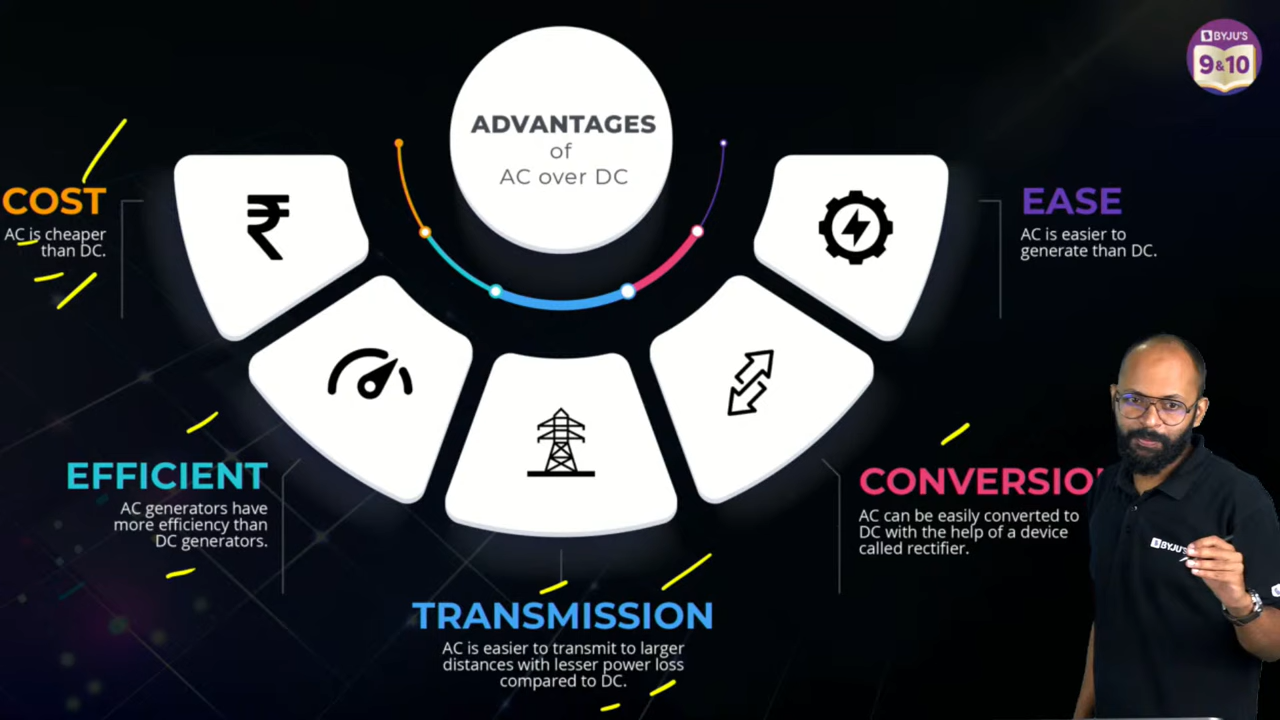 BYJU'S
9&10
ADVANTAGES
of
AC over DC
COST
AC is cheaper
than DC.
₹
EASE
AC is easier to
generate than DC.
EFFICIENT
AC generators have
more efficiency than
DC generators.
CONVERSIO
AC can be easily converted to
DC with the help of a device
called rectifier.
BYJU'S
TRANSMISSION
AC is easier to transmit to larger
distances with lesser power loss
compared to DC.